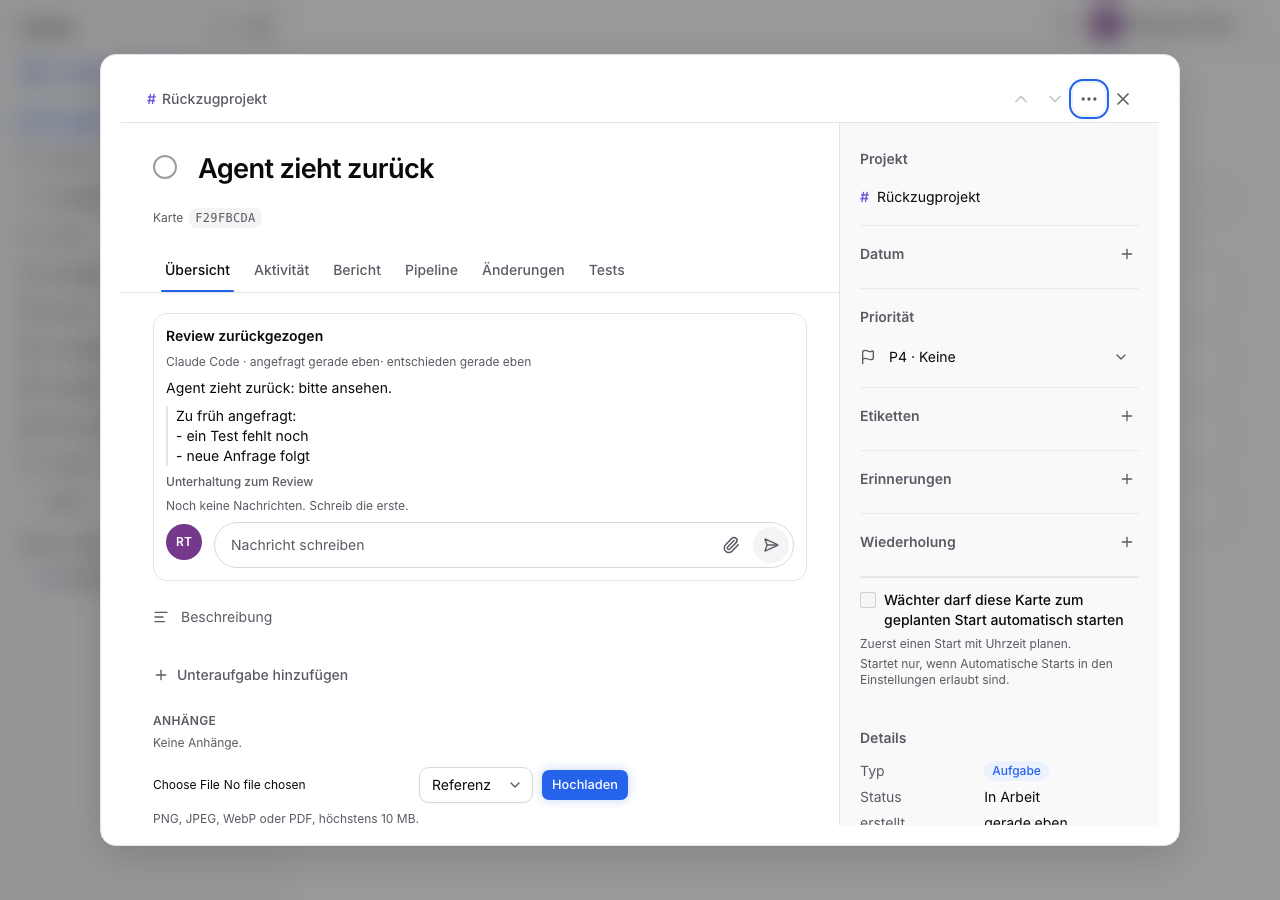 # Rückzugprojekt
Agent zieht zurück
Karte F29FBCDA
Übersicht Aktivität Bericht Pipeline Änderungen Tests
Review zurückgezogen
Claude Code · angefragt gerade eben· entschieden gerade eben
Agent zieht zurück: bitte ansehen.
Zu früh angefragt:
- ein Test fehlt noch
- neue Anfrage folgt
Unterhaltung zum Review
Noch keine Nachrichten. Schreib die erste.
RT
Nachricht schreiben
Beschreibung
Unteraufgabe hinzufügen
ANHÄNGE
Keine Anhänge.
Choose File No file chosen
Referenz
Hochladen
PNG, JPEG, WebP oder PDF, höchstens 10 MB.
Projekt
# Rückzugprojekt
Datum
Priorität
P4 · Keine
Etiketten
Erinnerungen
Wiederholung
Wächter darf diese Karte zum
geplanten Start automatisch starten
Zuerst einen Start mit Uhrzeit planen.
Startet nur, wenn Automatische Starts in den
Einstellungen erlaubt sind.
Details
Typ Aufgabe
Status In Arbeit
erstellt gerade eben